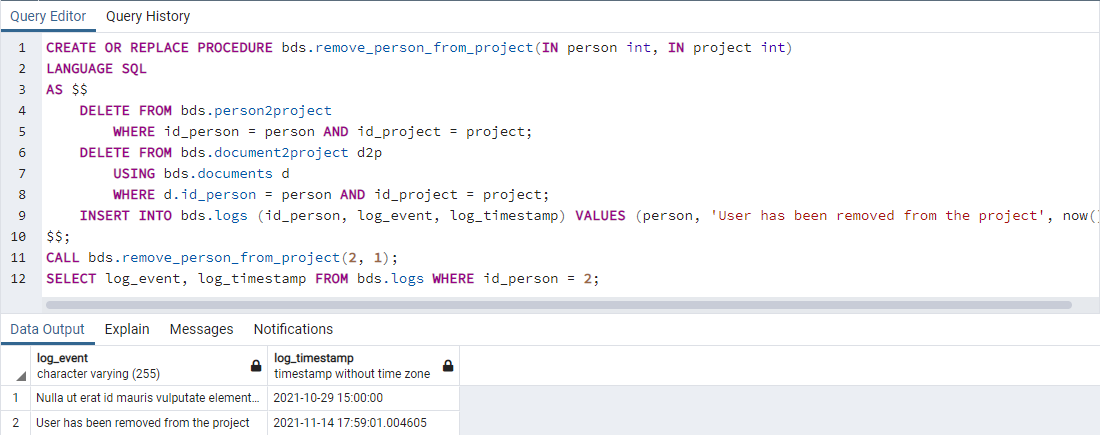 Query Editor Query History
1 CREATE OR REPLACE PROCEDURE bds.remove_person_from_project(IN person int, IN project int)
2 LANGUAGE SQL
3 AS $$
4 DELETE FROM bds.person2project
5 WHERE id_person = person AND id_project = project;
6 DELETE FROM bds.document2project d2p
7 USING bds.documents d
8 WHERE d.id_person = person AND id_project = project;
9 INSERT INTO bds.logs (id_person, log_event, log_timestamp) VALUES (person, 'User has been removed from the project', now()
10 $$;
11 CALL bds.remove_person_from_project(2, 1);
12 SELECT log_event, log_timestamp FROM bds.logs WHERE id_person = 2;
Data Output Explain Messages Notifications
log_event log_timestamp
character varying (255) timestamp without time zone
1 Nulla ut erat id mauris vulputate element... 2021-10-29 15:00:00
2 User has been removed from the project 2021-11-14 17:59:01.004605